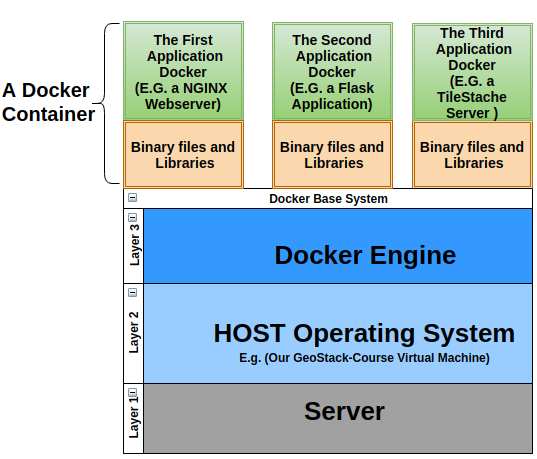 A Docker
Container
The First
Application
Docker
(E.G. a NGINX
Webserver)
The Second
Application
Docker
(E.G. a Flask
Application)
The Third
Application
Docker
(E.G. a
TileStache
Server )
Binary files and
Libraries
Binary files and
Libraries
Binary files and
Libraries
Docker Base System
Layer 3
Docker Engine
Layer 2
HOST Operating System
E.g. (Our GeoStack-Course Virtual Machine)
Layer 1
Server